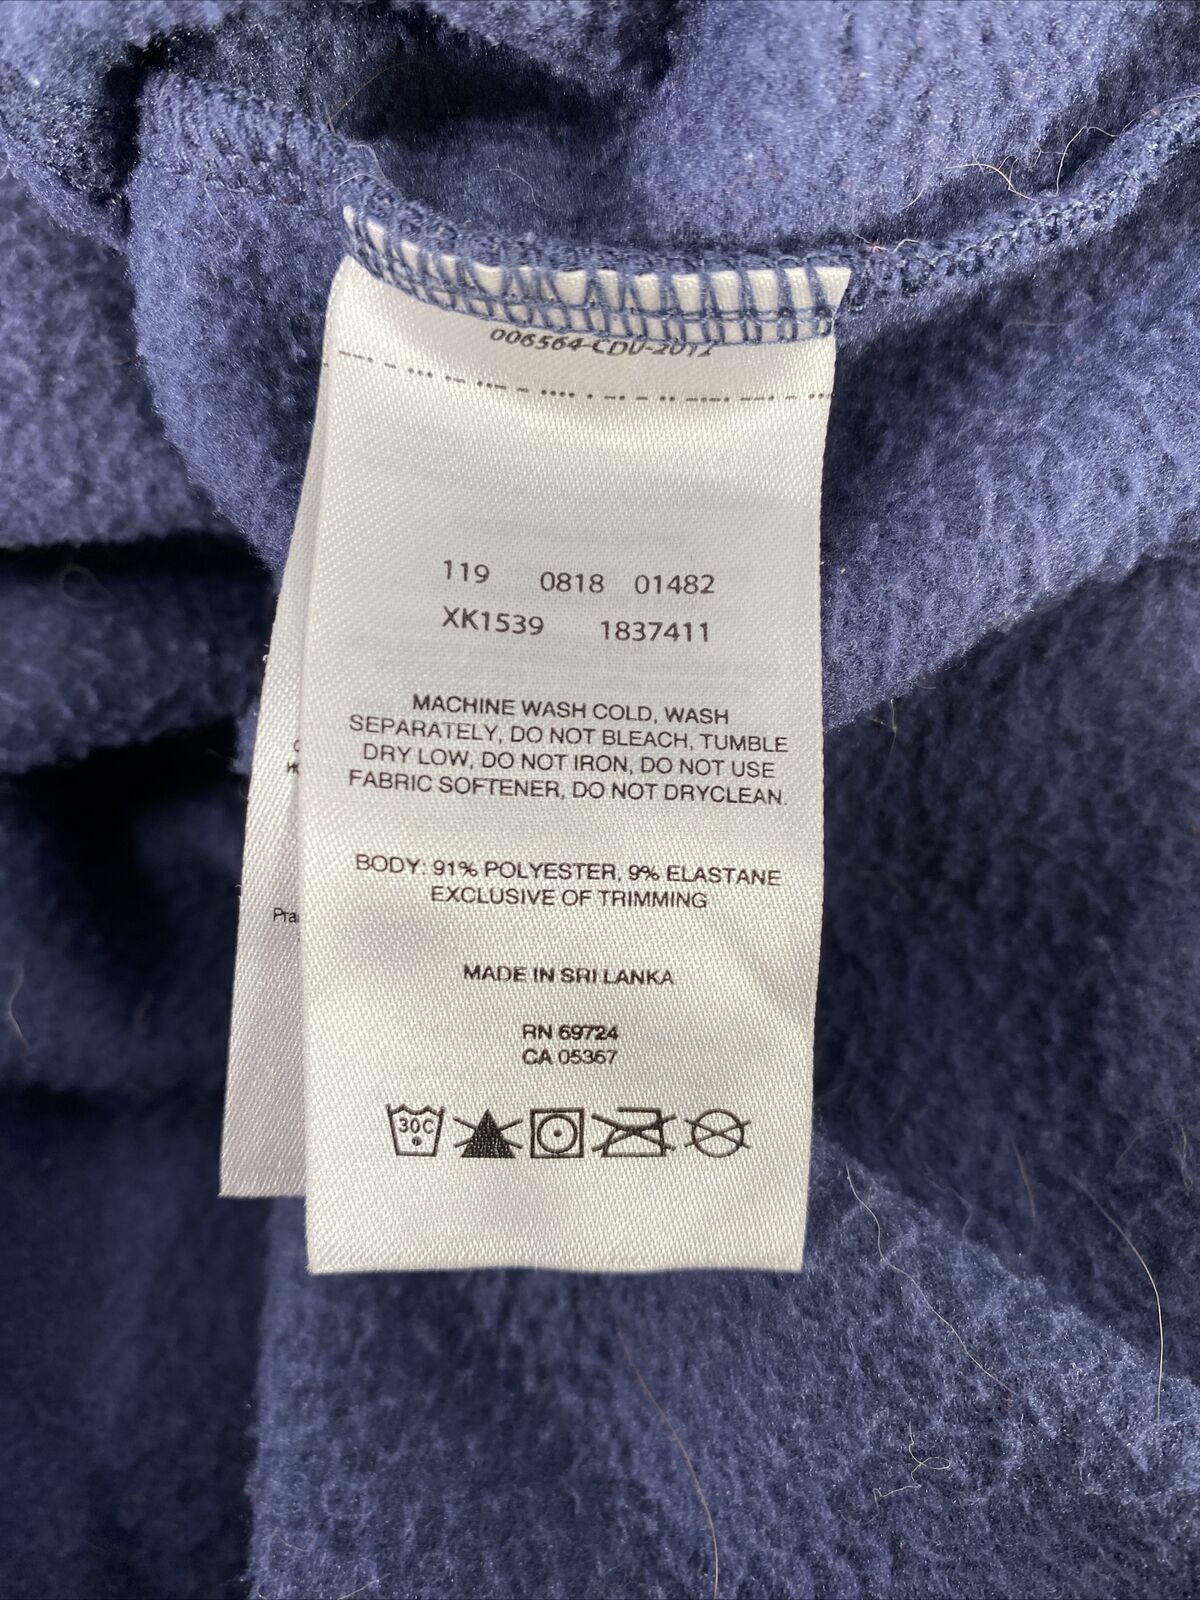 006564-CDU-2012
119 0818 01482
XK1539 1837411
MACHINE WASH COLD, WASH
SEPARATELY, DO NOT BLEACH, TUMBLE
DRY LOW, DO NOT IRON, DO NOT USE
FABRIC SOFTENER, DO NOT DRYCLEAN.
BODY: 91% POLYESTER, 9% ELASTANE
EXCLUSIVE OF TRIMMING
MADE IN SRI LANKA
RN 69724
CA 05367
30C
Pra